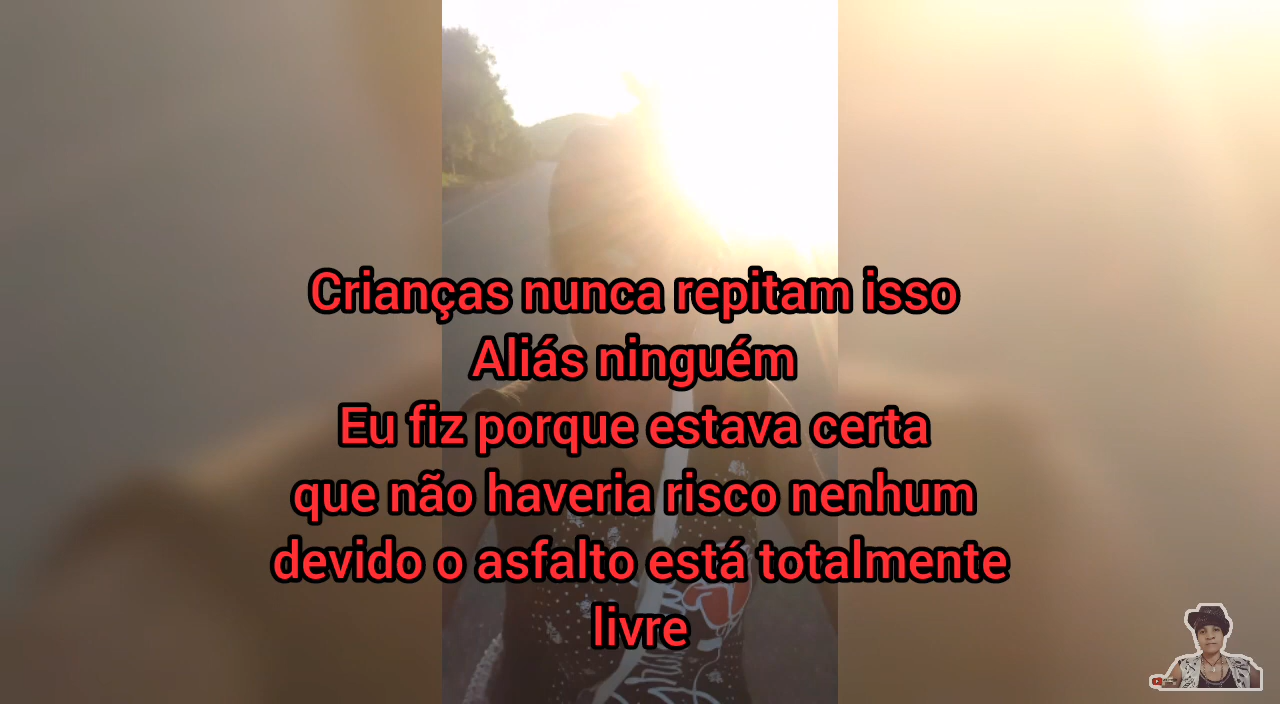 Crianças nunca repitam isso
Aliás ninguém
Eu fiz porque estava certa
que não haveria risco nenhum
devido o asfalto está totalmente
livre